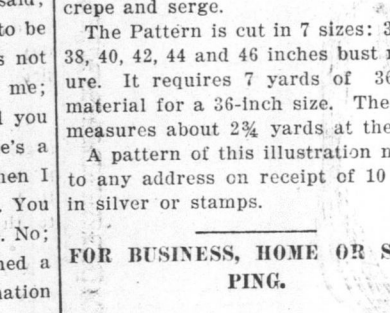 to be
s not
me;
you
e's a
hen I
You
No;
ned a
nation
crepe and serge.
The Pattern is cut in 7 sizes: 3
38, 40, 42, 44 and 46 inches bust m
ure. It requires 7 yards of 36
material for a 36-inch size. The
measures about 2¾ yards at the
A pattern of this illustration m
to any address on receipt of 10
in silver or stamps.
FOR BUSINESS, HOME OR S
PING.